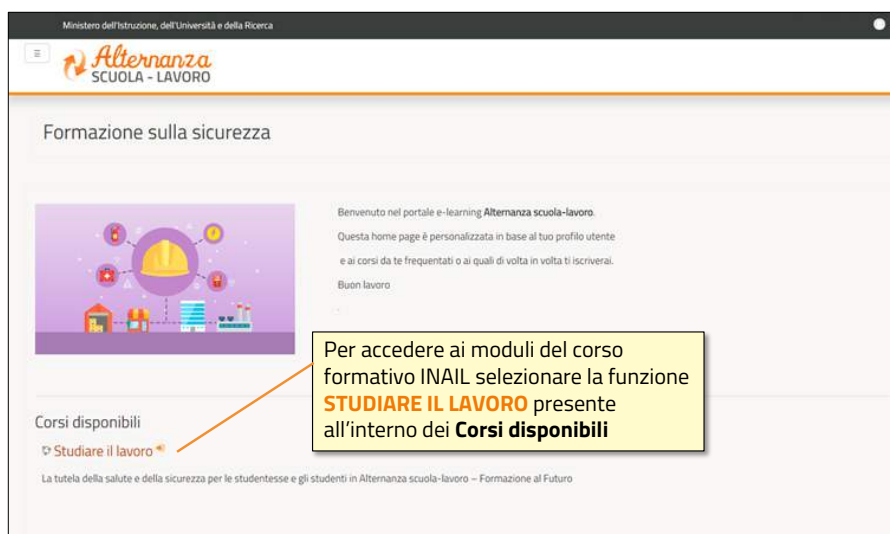 Ministero dell'Istruzione, dell'Università e della Ricerca
Alternanza
SCUOLA - LAVORO
Formazione sulla sicurezza
Benvenuto nel portale e-learning Alternanza scuola-lavoro.
Questa home page è personalizzata in base al tuo profilo utente
e ai corsi da te frequentati o ai quali di volta in volta ti iscriverai.
Buon lavoro
.
Per accedere ai moduli del corso
formativo INAIL selezionare la funzione
STUDIARE IL LAVORO presente
all'interno dei Corsi disponibili
Corsi disponibili
Studiare il lavoro
La tutela della salute e della sicurezza per le studentesse e gli studenti in Alternanza scuola-lavoro – Formazione al Futuro